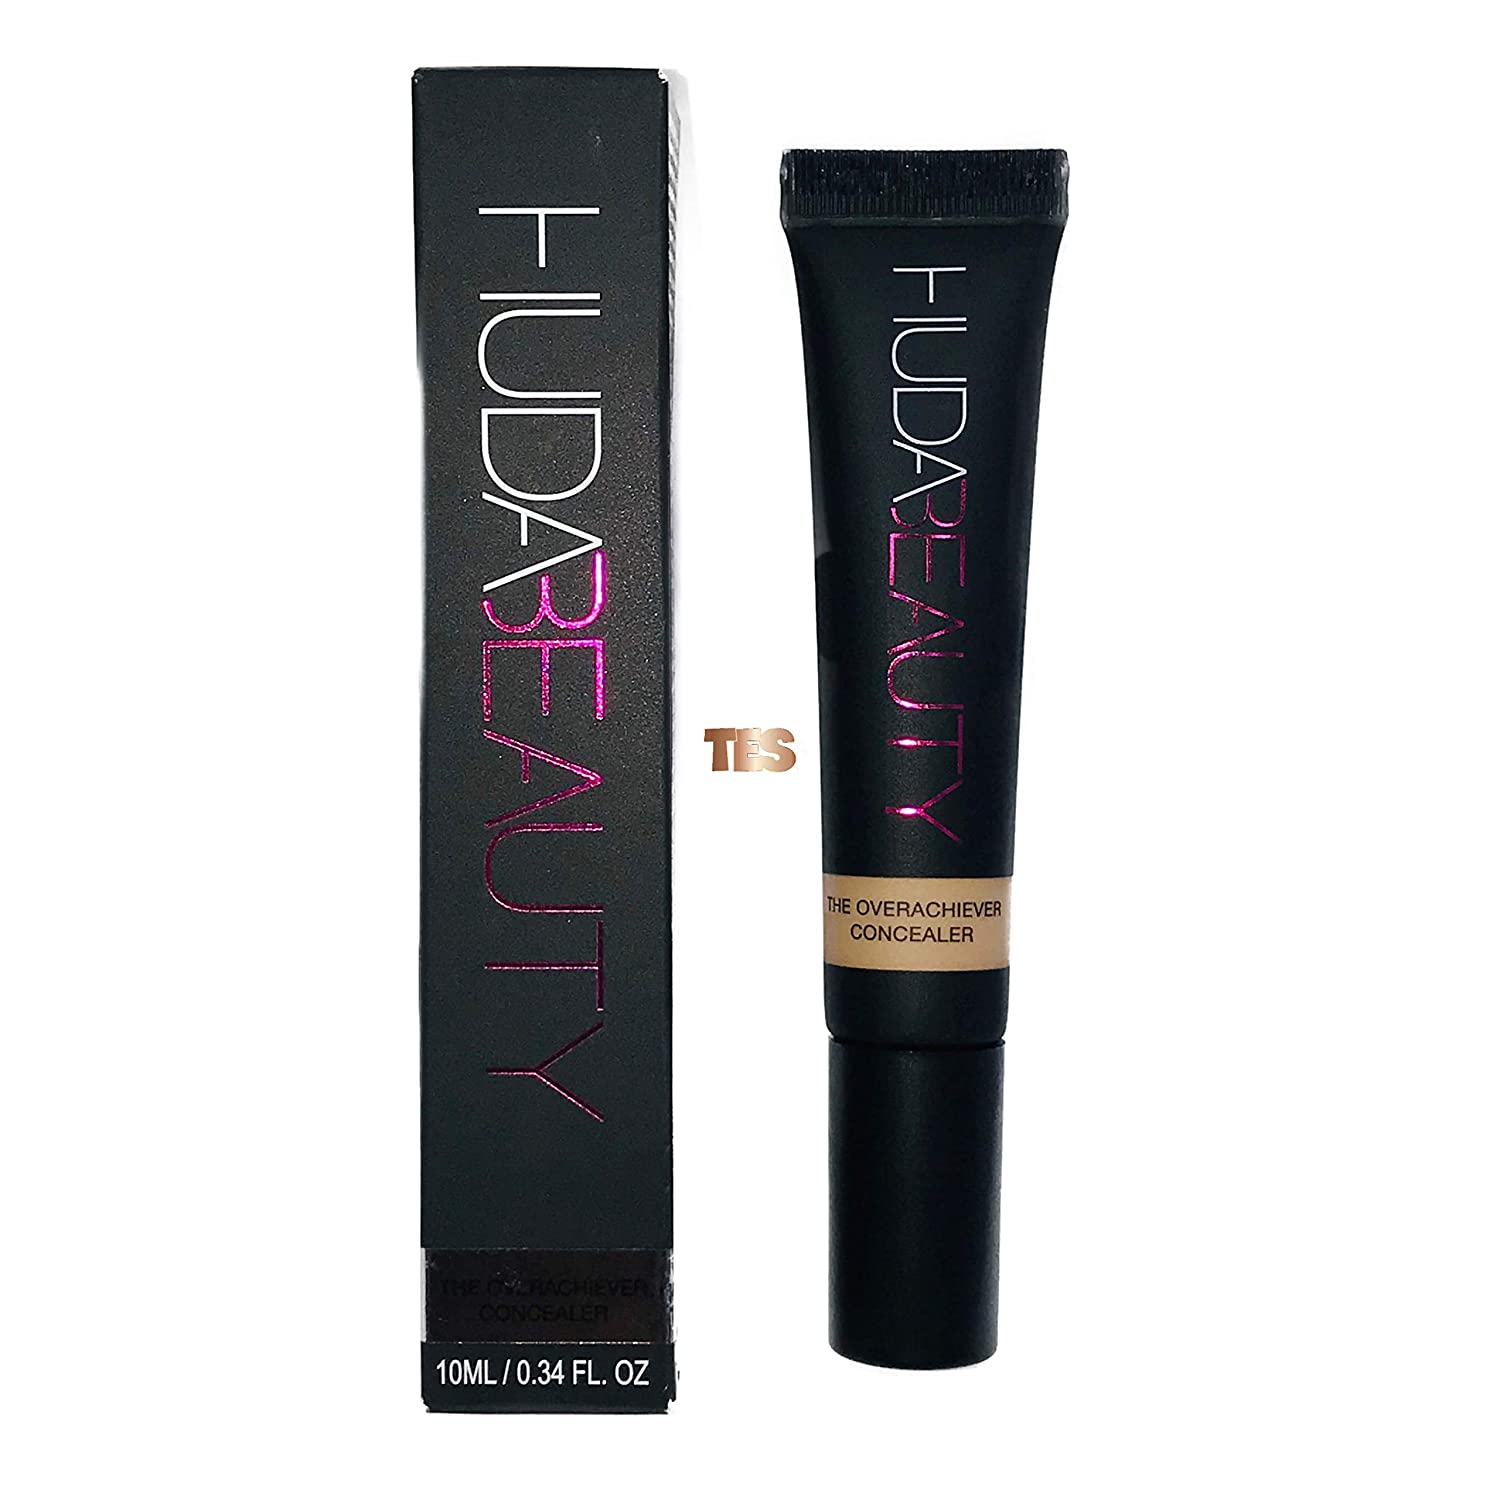 HUDABEAUTY
THE OVERACHIEVER
CONCEALER
10ML / 0.34 FL. OZ
TES
HUDABEAUTY
THE OVERACHIEVER
CONCEALER